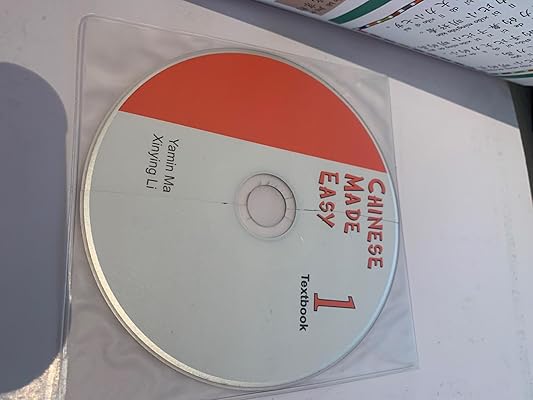 CHINESE
MADE
EASY
1
Textbook
Yamin Ma
Xinying Li